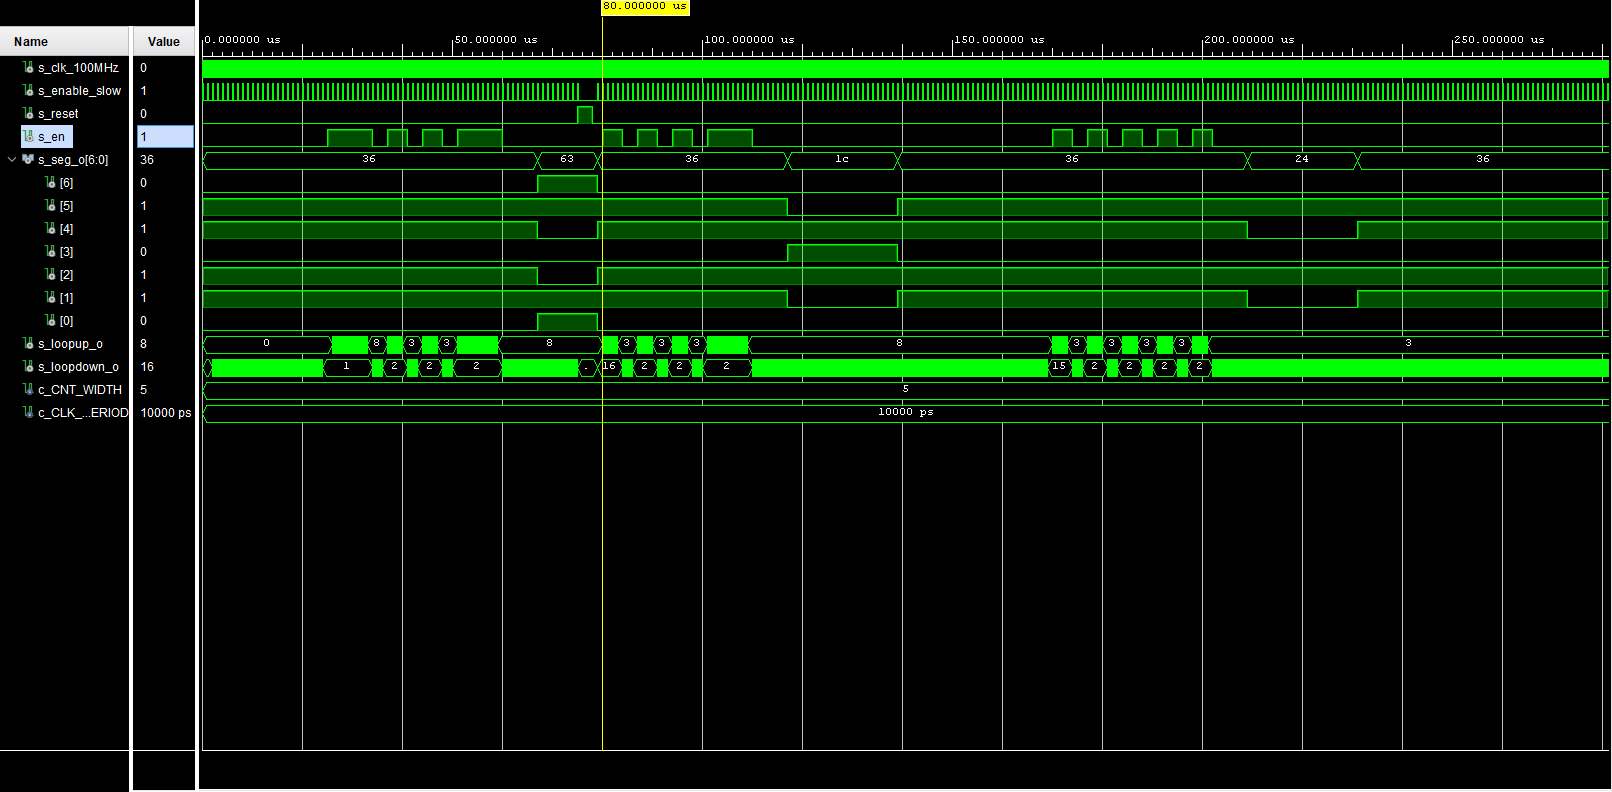 80.000000 us
Name Value
0.000000 us 50.000000 us 100.000000 us 150.000000 us 200.000000 us 250.000000 us
s_clk_100MHz 0
s_enable_slow 1
s_reset 0
s_en 1
s_seg_o[6:0] 36 36 63 36 1c 36 24 36
[6] 0
[5] 1
[4] 1
[3] 0
[2] 1
[1] 1
[0] 0
s_loopup_o 8 0 8 3 3 8 3 3 3 8 3 3 3 3 3
s_loopdown_o 16 1 2 2 2 . 16 2 2 2 15 2 2 2 2
c_CNT_WIDTH 5 5
c_CLK_...ERIOD 10000 ps 10000 ps